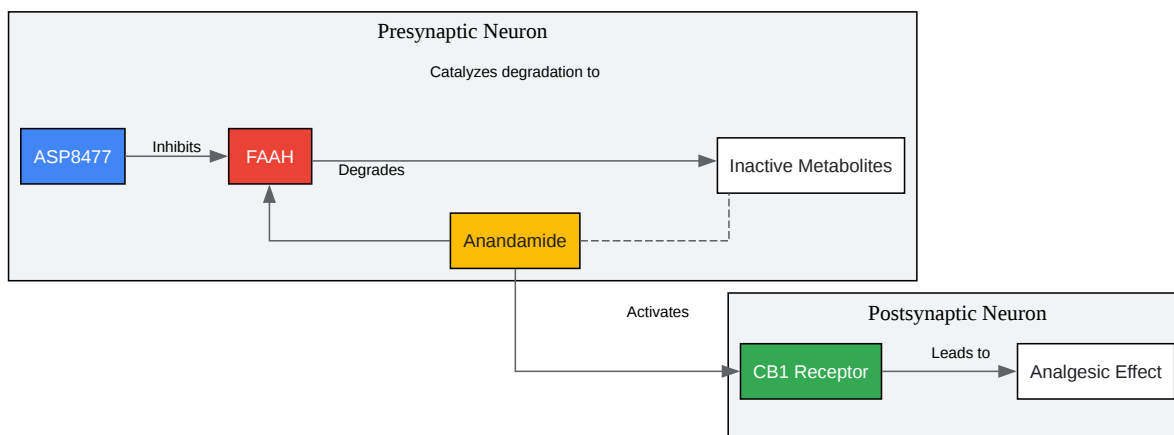 Presynaptic Neuron
Catalyzes degradation to
ASP8477
Inhibits
FAAH
Degrades
Inactive Metabolites
Anandamide
Activates
Postsynaptic Neuron
CB1 Receptor
Leads to
Analgesic Effect